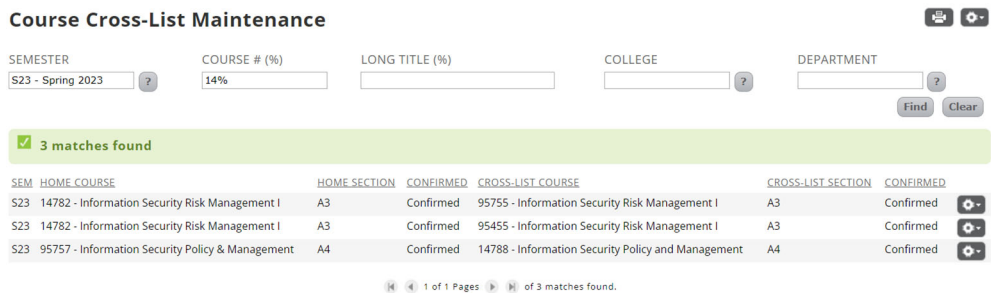 Course Cross-List Maintenance
SEMESTER COURSE # (%) LONG TITLE (%) COLLEGE DEPARTMENT
S23 - Spring 2023 ? 14% ? ?
Find Clear
3 matches found
SEM HOME COURSE HOME SECTION CONFIRMED CROSS-LIST COURSE CROSS-LIST SECTION CONFIRMED
S23 14782 - Information Security Risk Management I A3 Confirmed 95755 - Information Security Risk Management I A3 Confirmed
S23 14782 - Information Security Risk Management I A3 Confirmed 95455 - Information Security Risk Management I A3 Confirmed
S23 95757 - Information Security Policy & Management A4 Confirmed 14788 - Information Security Policy and Management A4 Confirmed
1 of 1 Pages of 3 matches found.